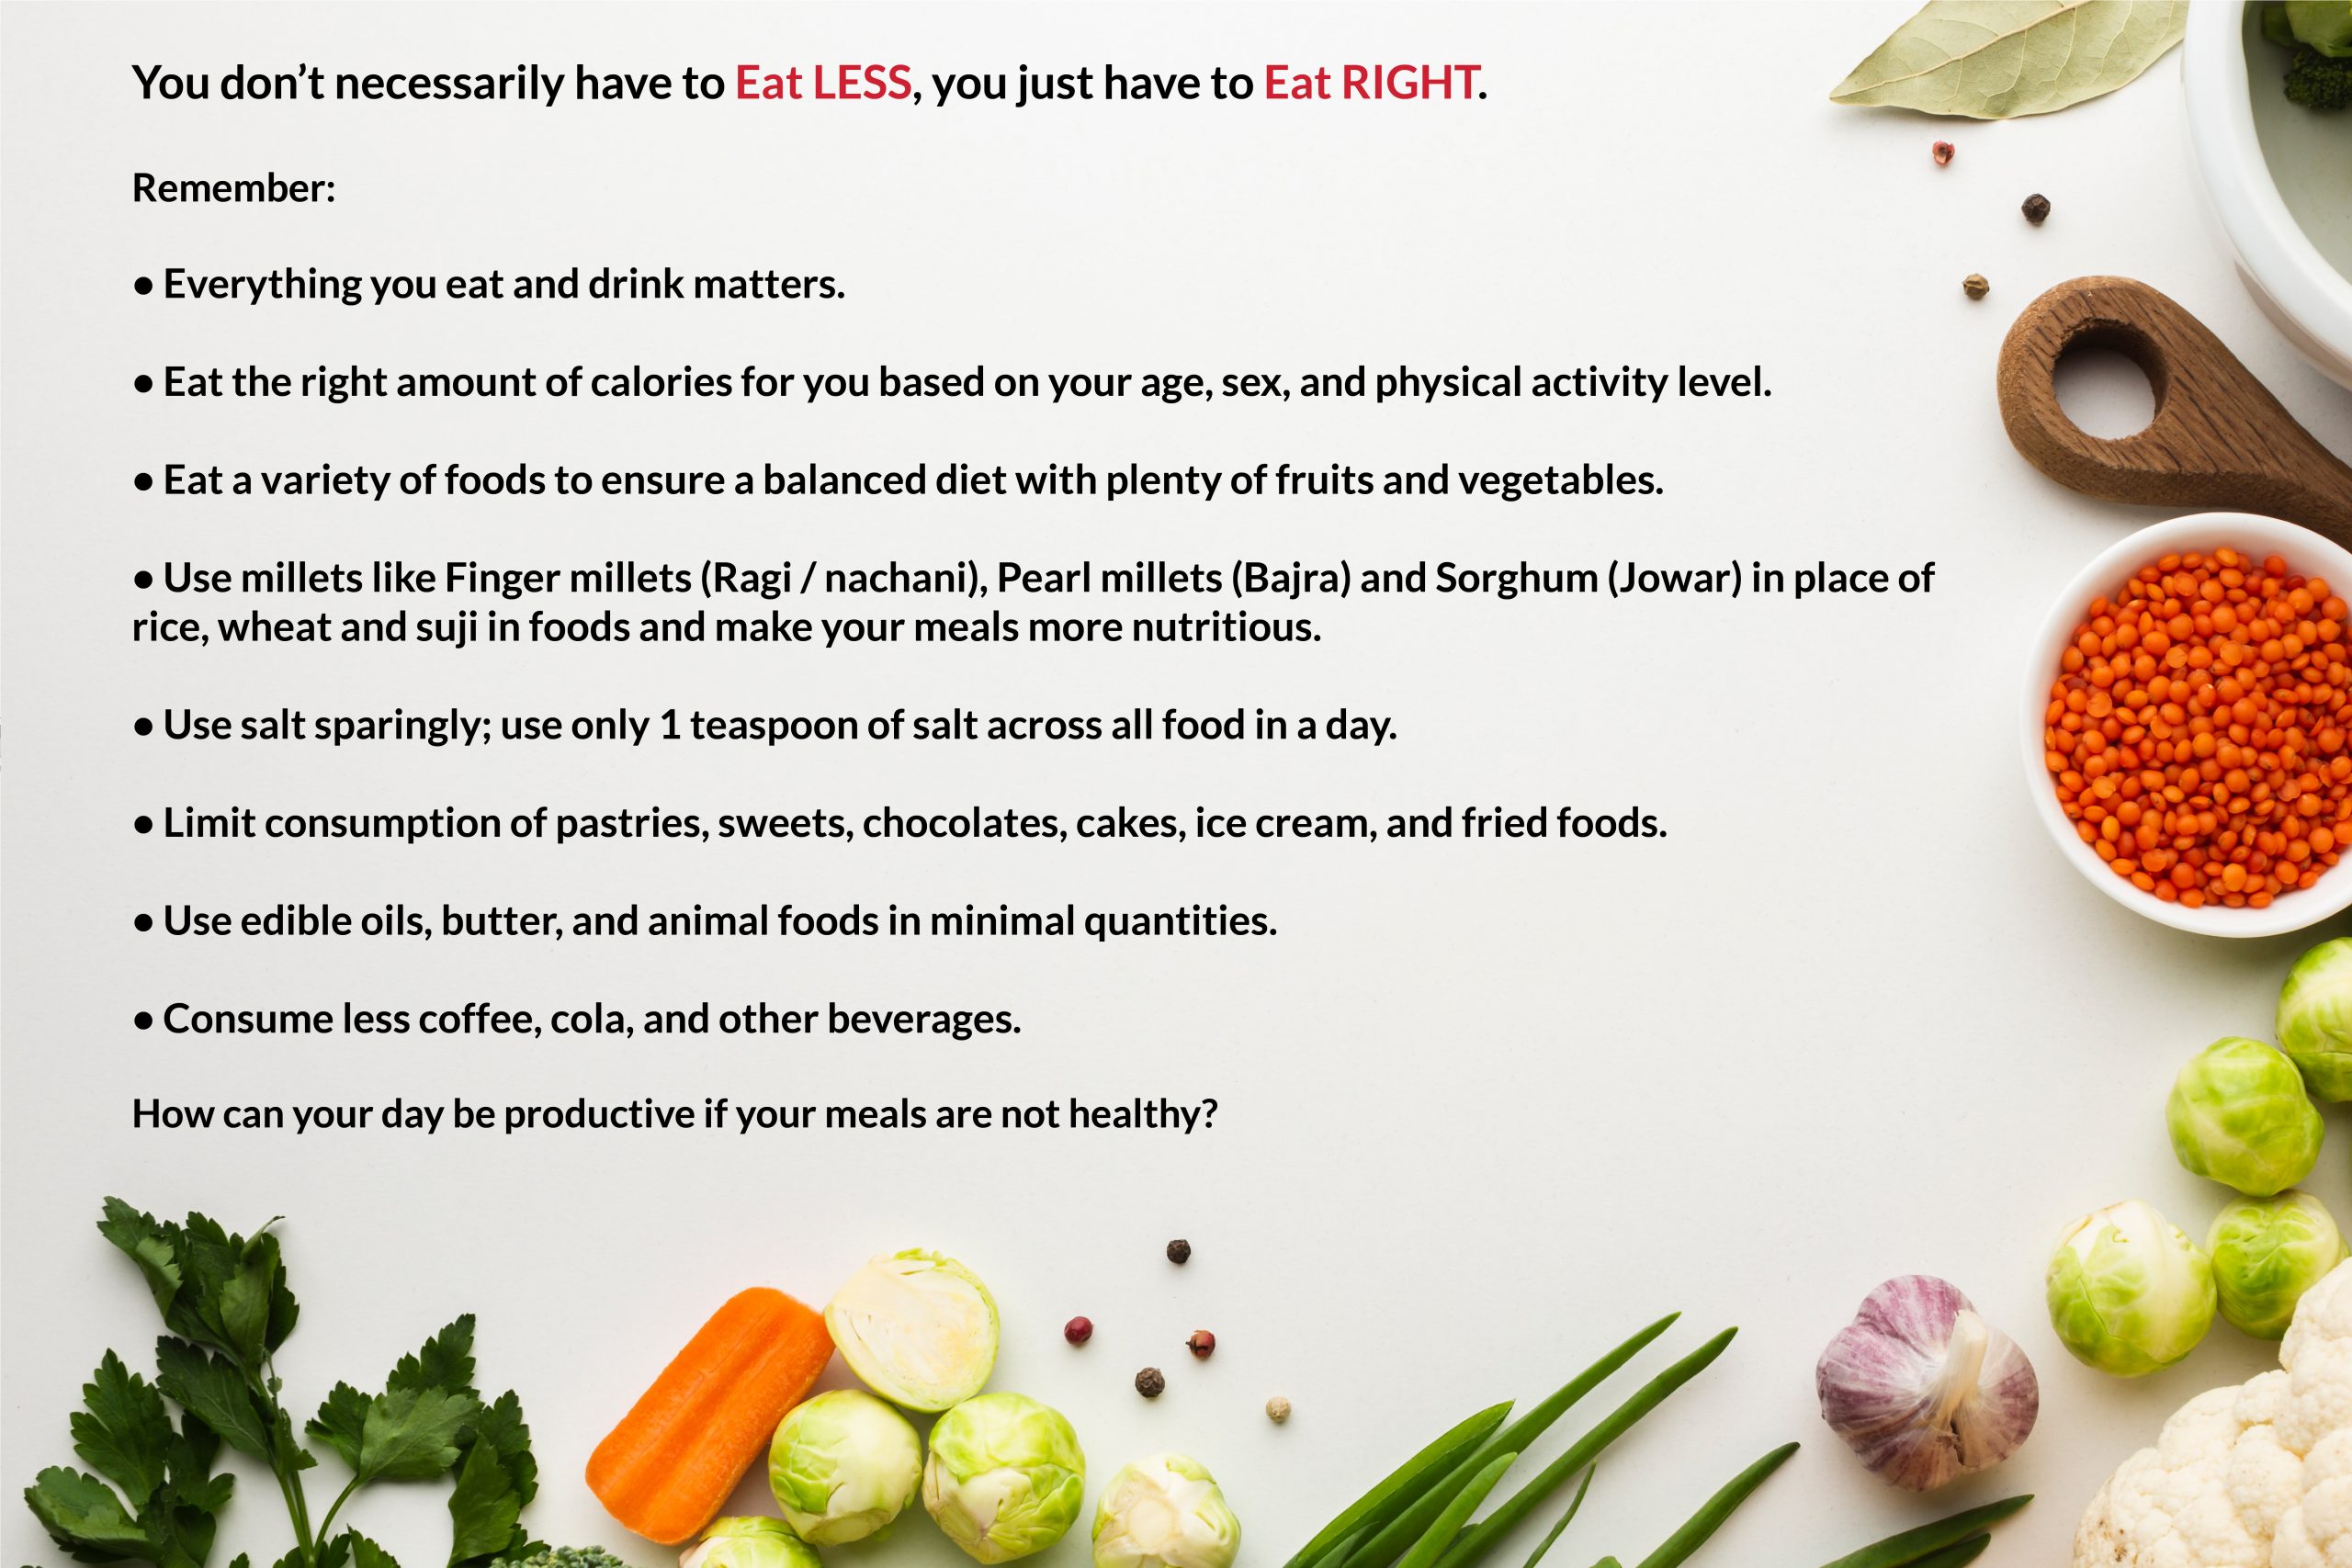 You don’t necessarily have to Eat LESS, you just have to Eat RIGHT.
Remember:
● Everything you eat and drink matters.
● Eat the right amount of calories for you based on your age, sex, and physical activity level.
● Eat a variety of foods to ensure a balanced diet with plenty of fruits and vegetables.
● Use millets like Finger millets (Ragi / nachani), Pearl millets (Bajra) and Sorghum (Jowar) in place of
rice, wheat and suji in foods and make your meals more nutritious.
● Use salt sparingly; use only 1 teaspoon of salt across all food in a day.
● Limit consumption of pastries, sweets, chocolates, cakes, ice cream, and fried foods.
● Use edible oils, butter, and animal foods in minimal quantities.
● Consume less coffee, cola, and other beverages.
How can your day be productive if your meals are not healthy?